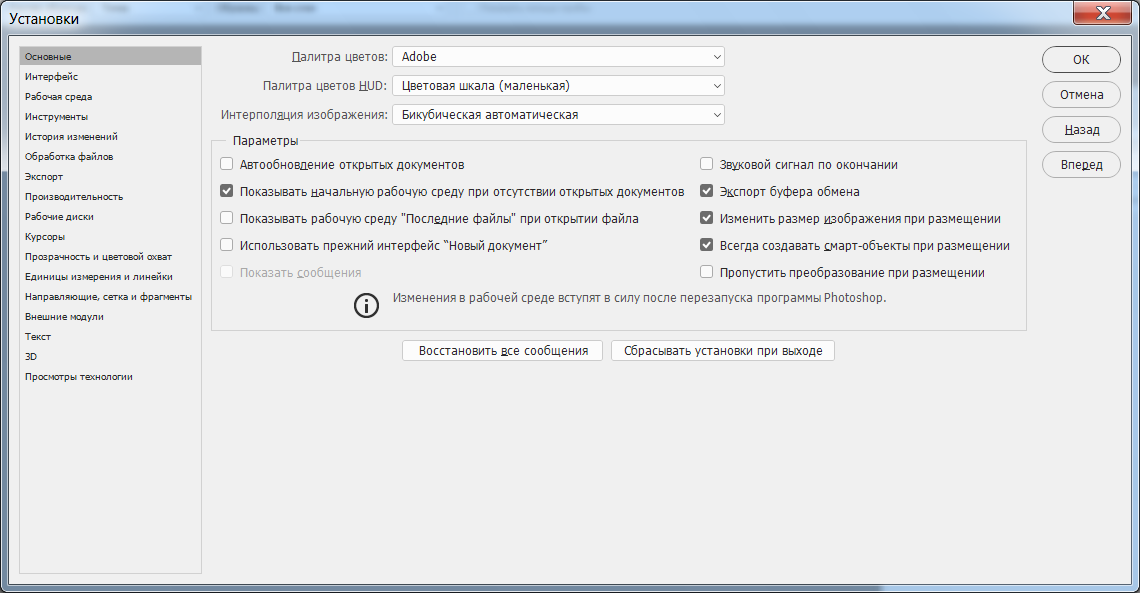 Установки
Основные
Интерфейс
Рабочая среда
Инструменты
История изменений
Обработка файлов
Экспорт
Производительность
Рабочие диски
Курсоры
Прозрачность и цветовой охват
Единицы измерения и линейки
Направляющие, сетка и фрагменты
Внешние модули
Текст
3D
Просмотры технологии
Палитра цветов: Adobe
Палитра цветов HUD: Цветовая шкала (маленькая)
Интерполяция изображения: Бикубическая автоматическая
Параметры
Автообновление открытых документов
Показывать начальную рабочую среду при отсутствии открытых документов
Показывать рабочую среду "Последние файлы" при открытии файла
Использовать прежний интерфейс “Новый документ”
Показать сообщения
Звуковой сигнал по окончании
Экспорт буфера обмена
Изменить размер изображения при размещении
Всегда создавать смарт-объекты при размещении
Пропустить преобразование при размещении
Изменения в рабочей среде вступят в силу после перезапуска программы Photoshop.
Восстановить все сообщения
Сбрасывать установки при выходе
ОК
Отмена
Назад
Вперед